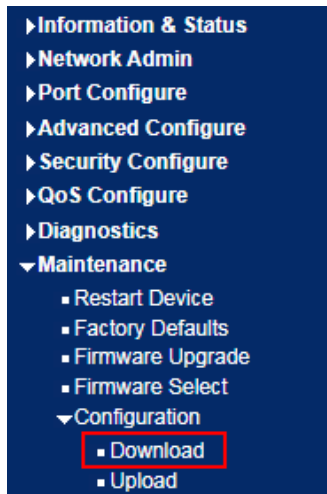 Information & Status
Network Admin
Port Configure
Advanced Configure
Security Configure
QoS Configure
Diagnostics
Maintenance
Restart Device
Factory Defaults
Firmware Upgrade
Firmware Select
Configuration
Download
Upload